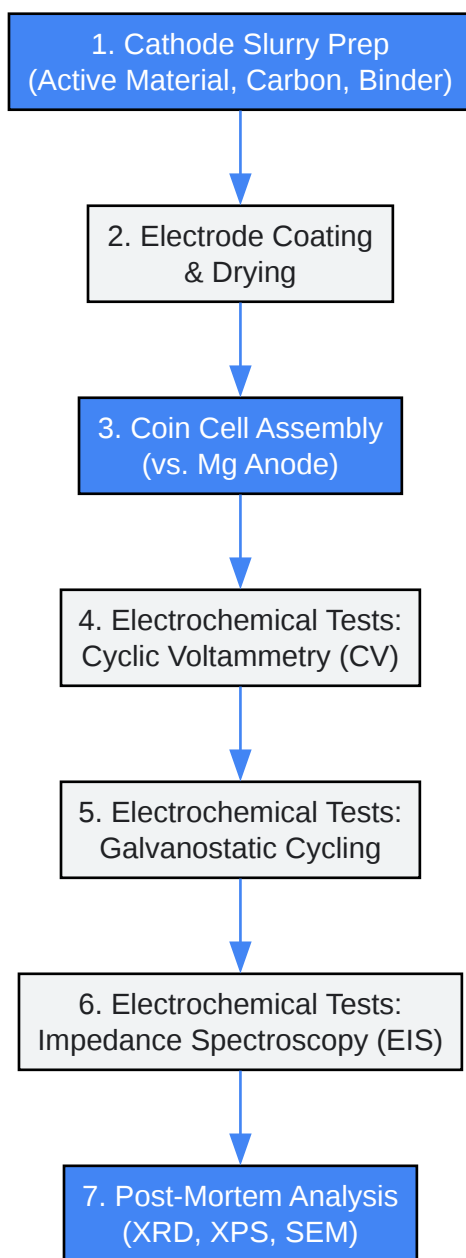 1. Cathode Slurry Prep
(Active Material, Carbon, Binder)
2. Electrode Coating
& Drying
3. Coin Cell Assembly
(vs. Mg Anode)
4. Electrochemical Tests:
Cyclic Voltammetry (CV)
5. Electrochemical Tests:
Galvanostatic Cycling
6. Electrochemical Tests:
Impedance Spectroscopy (EIS)
7. Post-Mortem Analysis
(XRD, XPS, SEM)